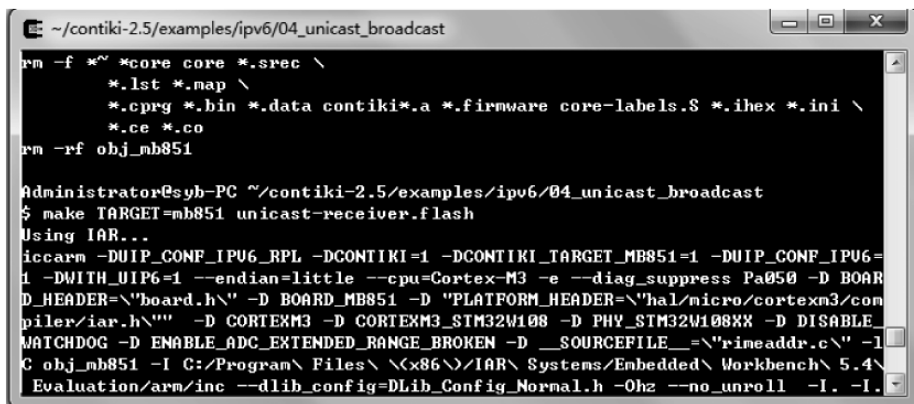 ~/contiki-2.5/examples/ipv6/04_unicast_broadcast
rm -f *~ *core core *.srec \
*.lst *.map \
*.cprg *.bin *.data contiki*.a *.firmware core-labels.S *.ihex *.ini \
*.ce *.co
rm -rf obj_mb851
Administrator@syb-PC ~/contiki-2.5/examples/ipv6/04_unicast_broadcast
$ make TARGET=mb851 unicast-receiver.flash
Using IAR...
iccarm -DUIP_CONF_IPV6_RPL -DCONTIKI=1 -DCONTIKI_TARGET_MB851=1 -DUIP_CONF_IPV6=
1 -DWITH_UIP6=1 --endian=little --cpu=Cortex-M3 -e --diag_suppress Pa050 -D BOAR
D_HEADER=\"board.h\" -D BOARD_MB851 -D "PLATFORM_HEADER=\"hal/micro/cortexm3/com
piler/iar.h\"" -D CORTEXM3 -D CORTEXM3_STM32W108 -D PHY_STM32W108XX -D DISABLE_
WATCHDOG -D ENABLE_ADC_EXTENDED_RANGE_BROKEN -D __SOURCEFILE__=\"rimeaddr.c\" -l
C obj_mb851 -I C:/Program\ Files\ \(x86\)/IAR\ Systems/Embedded\ Workbench\ 5.4\
Evaluation/arm/inc --dlib_config=DLib_Config_Normal.h -Ohz --no_unroll -I. -I.